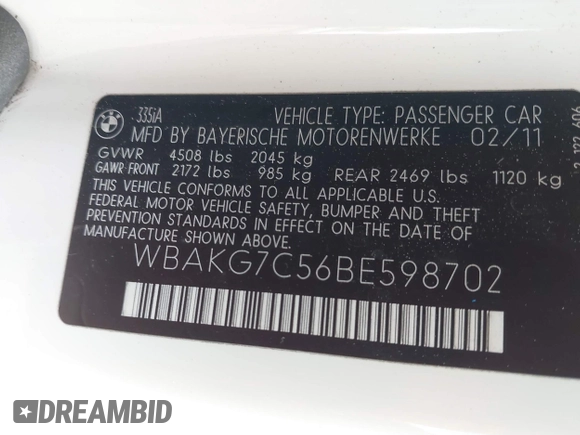 BMW
335iA
VEHICLE TYPE: PASSENGER CAR
MFD BY BAYERISCHE MOTORENWERKE 02/11
GVWR 4508 lbs 2045 kg
GAWR-FRONT 2172 lbs 985 kg REAR 2469 lbs 1120 kg
THIS VEHICLE CONFORMS TO ALL APPLICABLE U.S.
FEDERAL MOTOR VEHICLE SAFETY, BUMPER AND THEFT
PREVENTION STANDARDS IN EFFECT ON THE DATE OF
MANUFACTURE SHOWN ABOVE.
WBAKG7C56BE598702
DREAMBID